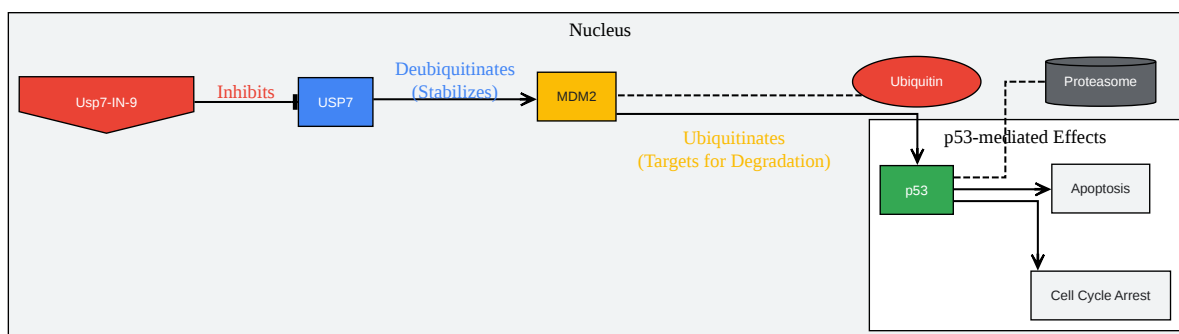 Nucleus
Usp7-IN-9
Inhibits
USP7
Deubiquitinates
(Stabilizes)
MDM2
Ubiquitin
Proteasome
Ubiquitinates
(Targets for Degradation)
p53-mediated Effects
p53
Apoptosis
Cell Cycle Arrest